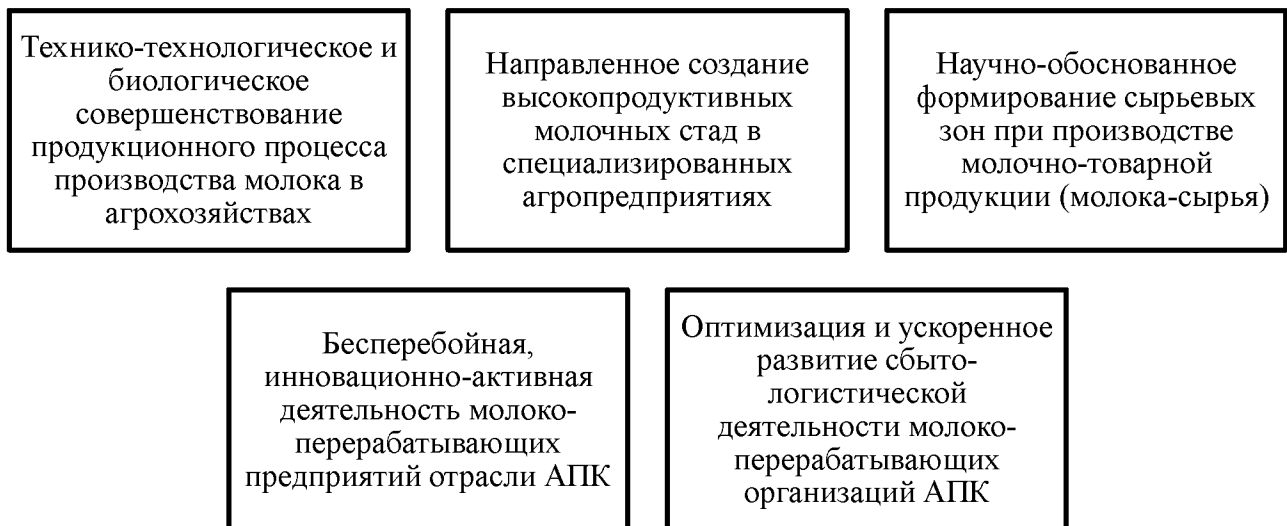 Технико-технологическое и
биологическое
совершенствование
продукционного процесса
производства молока в
агрохозяйствах
Направленное создание
высокопродуктивных
молочных стад в
специализированных
агропредприятиях
Научно-обоснованное
формирование сырьевых
зон при производстве
молочно-товарной
продукции (молока-сырья)
Бесперебойная,
инновационно-активная
деятельность молоко-
перерабатывающих
предприятий отрасли АПК
Оптимизация и ускоренное
развитие сбыто-
логистической
деятельности молоко-
перерабатывающих
организаций АПК